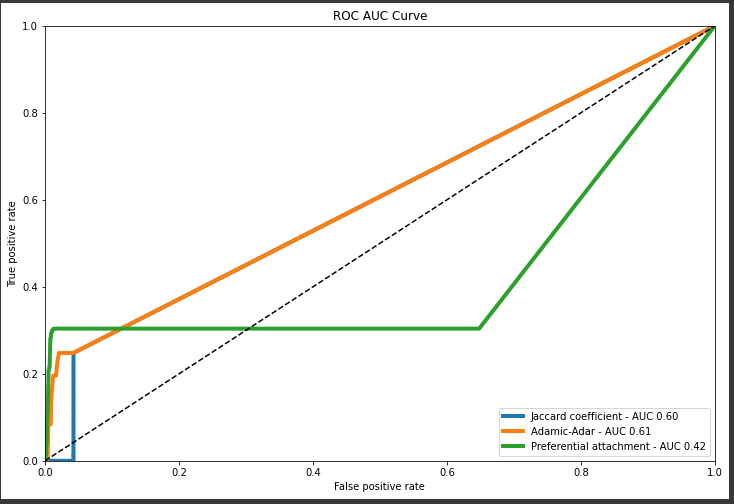 ROC AUC Curve
1.0
0.8
0.6
0.4
0.2
0.0
True positive rate
0.0 0.2 0.4 0.6 0.8 1.0
False positive rate
Jaccard coefficient - AUC 0.60
Adamic-Adar - AUC 0.61
Preferential attachment - AUC 0.42